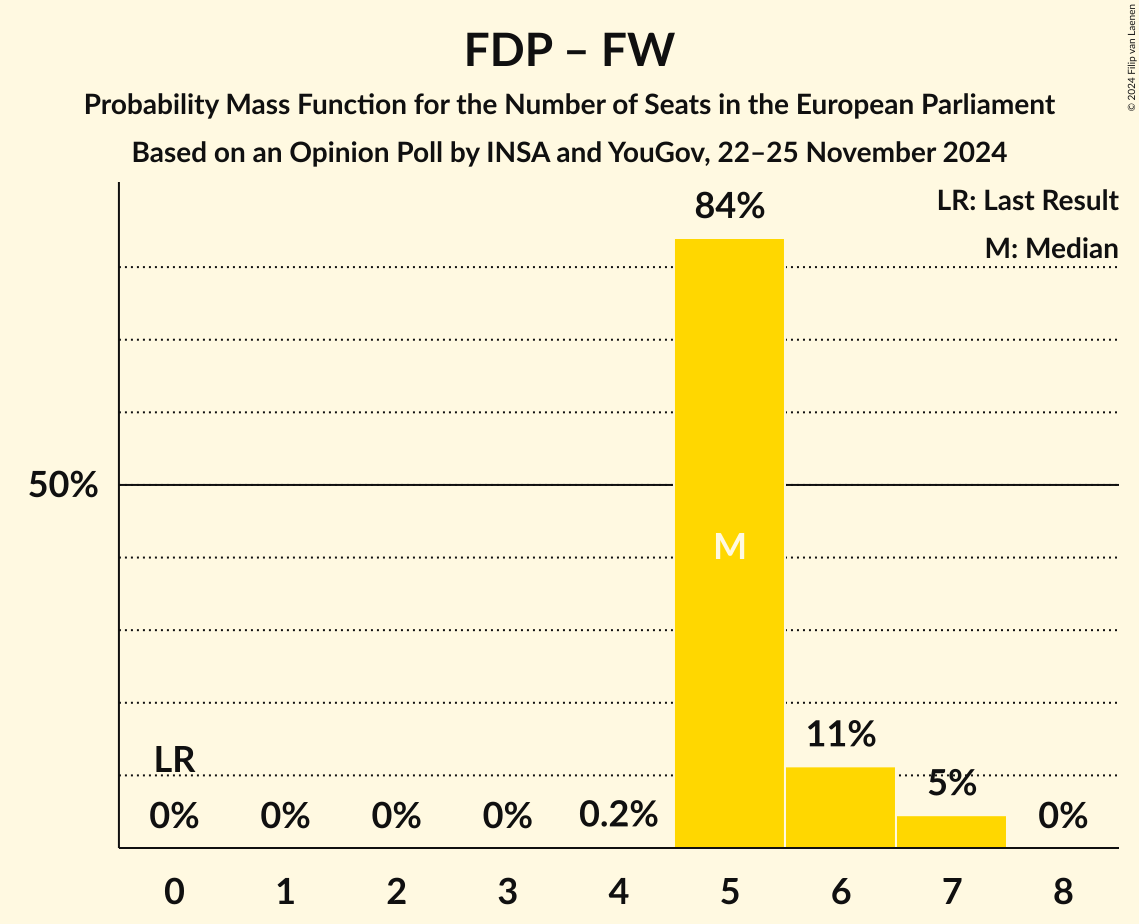 FDP – FW
Probability Mass Function for the Number of Seats in the European Parliament
Based on an Opinion Poll by INSA and YouGov, 22–25 November 2024
© 2024 Filip van Laenen
LR: Last Result
M: Median
84%
50%
M
LR
11%
5%
0%
0%
0%
0%
0.2%
0%
0 1 2 3 4 5 6 7 8